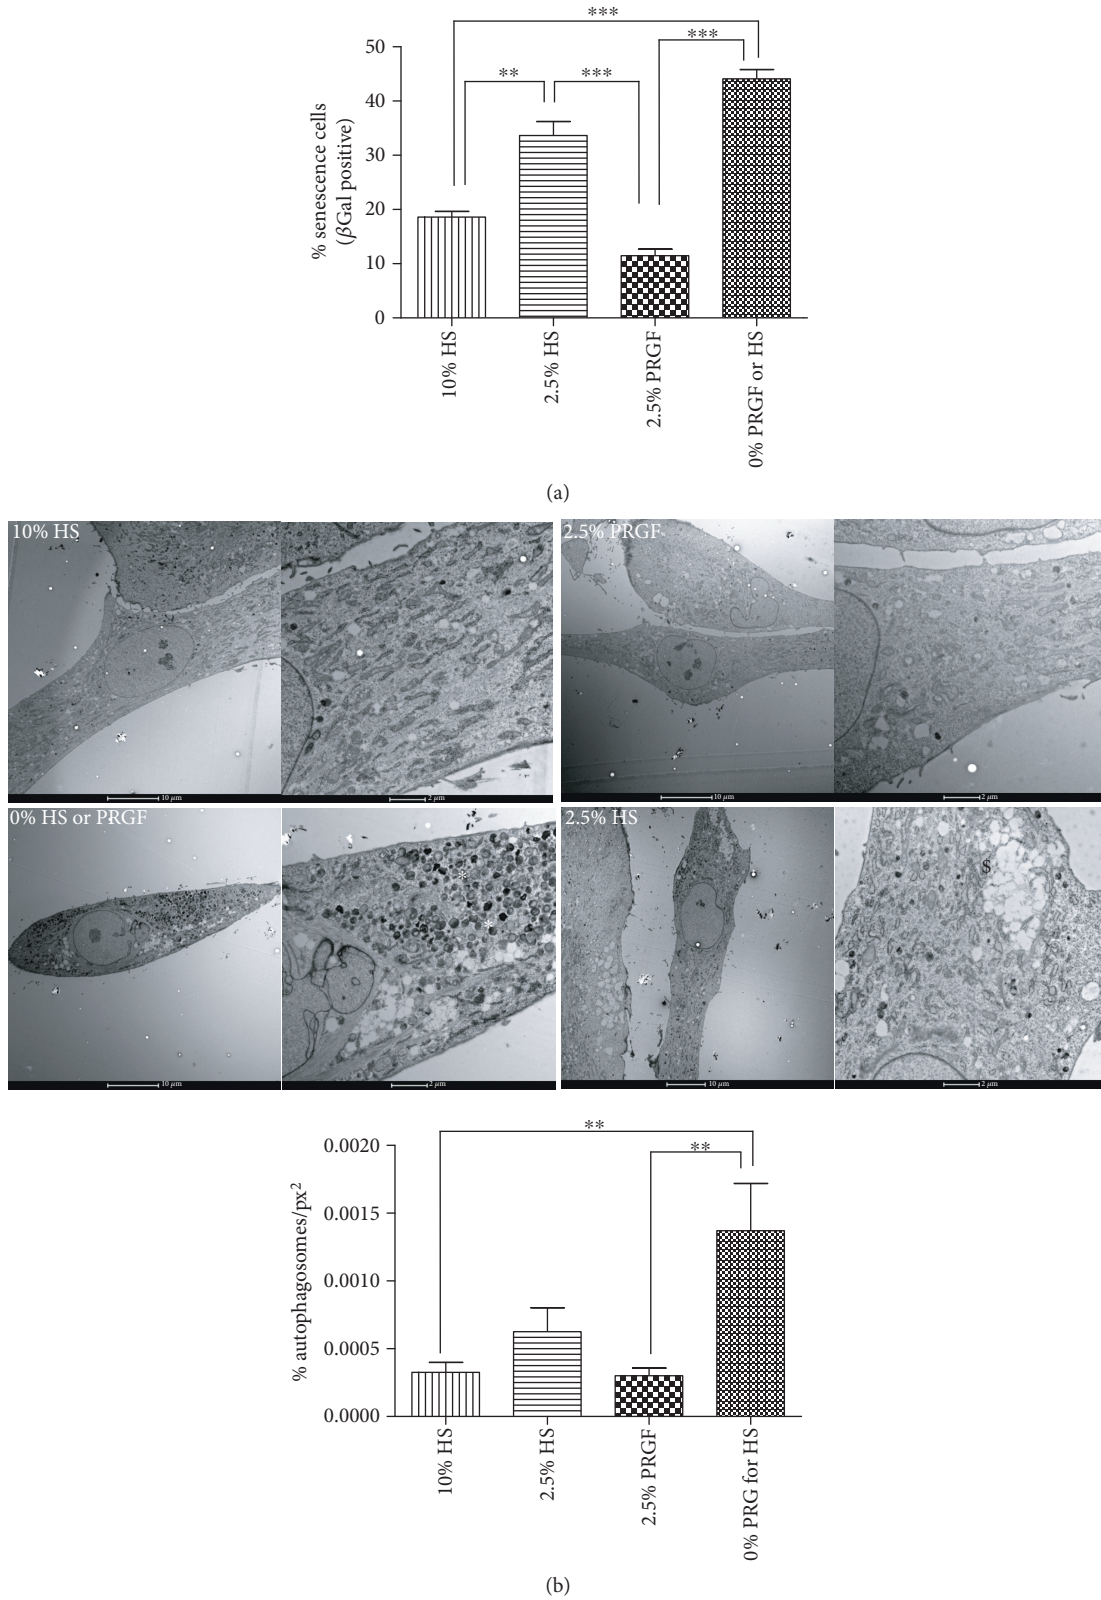 ***
***
**
***
50
40
30
20
10
0
% senescence cells
(βGal positive)
10% HS
2.5% HS
2.5% PRGF
0% PRGF or HS
(a)
10% HS
2.5% PRGF
10 µm
2 µm
10 µm
2 µm
0% HS or PRGF
2.5% HS
*
*
$
10 µm
2 µm
10 µm
2 µm
**
**
0.0020
0.0015
0.0010
0.0005
0.0000
% autophagosomes/px²
10% HS
2.5% HS
2.5% PRGF
0% PRG for HS
(b)